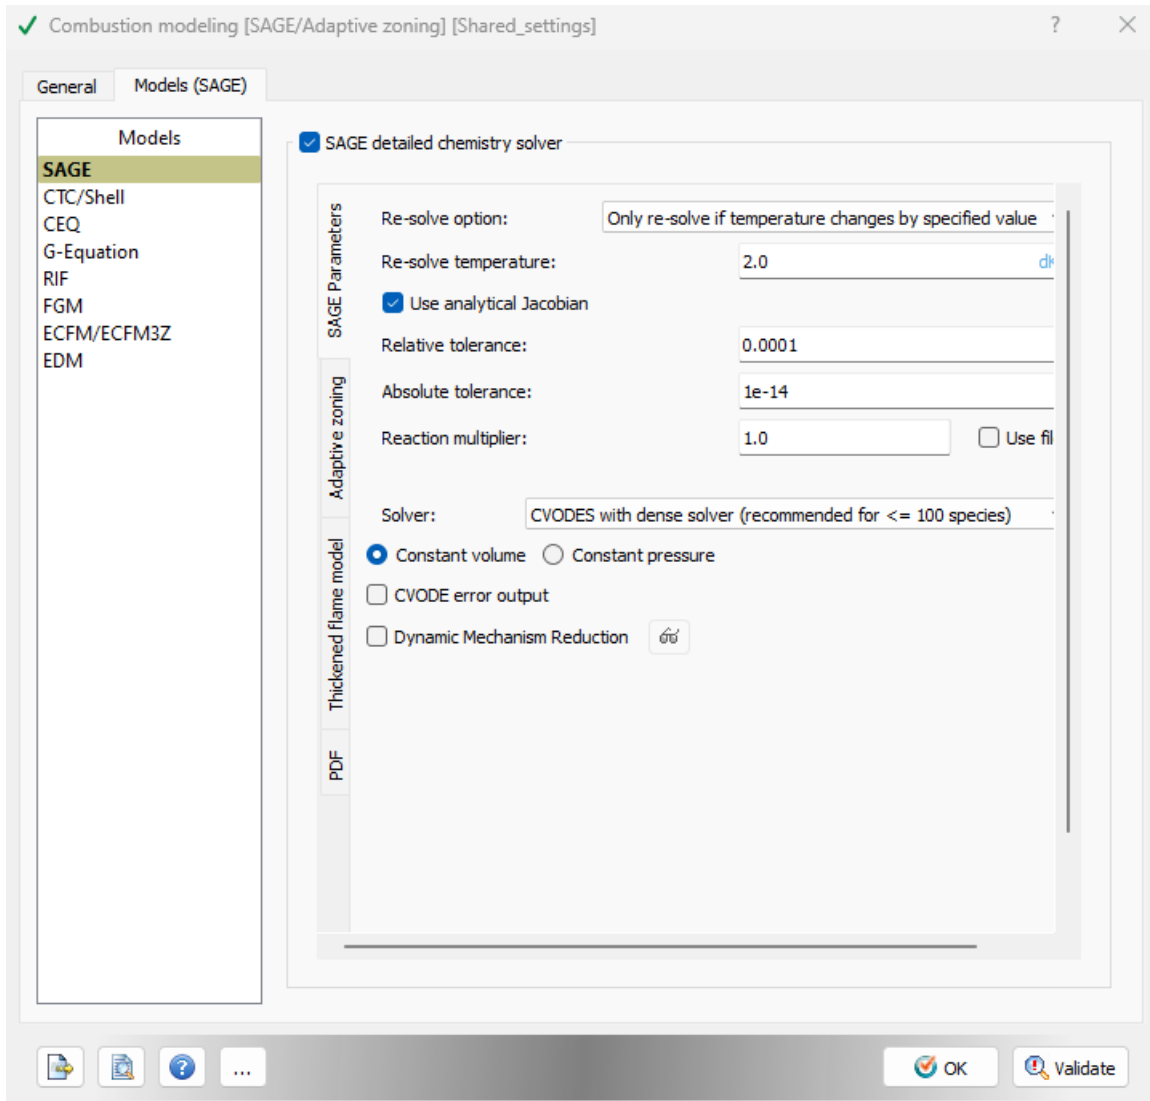 Combustion modeling [SAGE/Adaptive zoning] [Shared_settings]
General
Models (SAGE)
Models
SAGE
CTC/Shell
CEQ
G-Equation
RIF
FGM
ECFM/ECFM3Z
EDM
SAGE detailed chemistry solver
SAGE Parameters
Adaptive zoning
Thickened flame model
PDF
Re-solve option: Only re-solve if temperature changes by specified value
Re-solve temperature: 2.0 dK
Use analytical Jacobian
Relative tolerance: 0.0001
Absolute tolerance: 1e-14
Reaction multiplier: 1.0 Use fil
Solver: CVODES with dense solver (recommended for <= 100 species)
Constant volume Constant pressure
CVODE error output
Dynamic Mechanism Reduction
... OK Validate